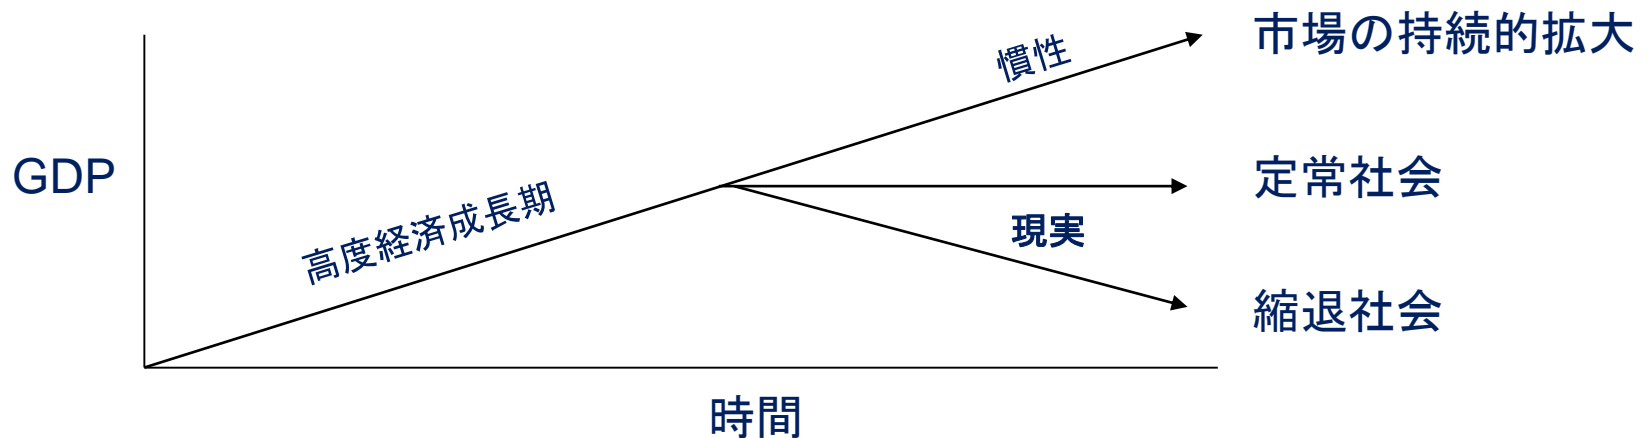 市場の持続的拡大
慣性
GDP
定常社会
高度経済成長期
現実
縮退社会
時間